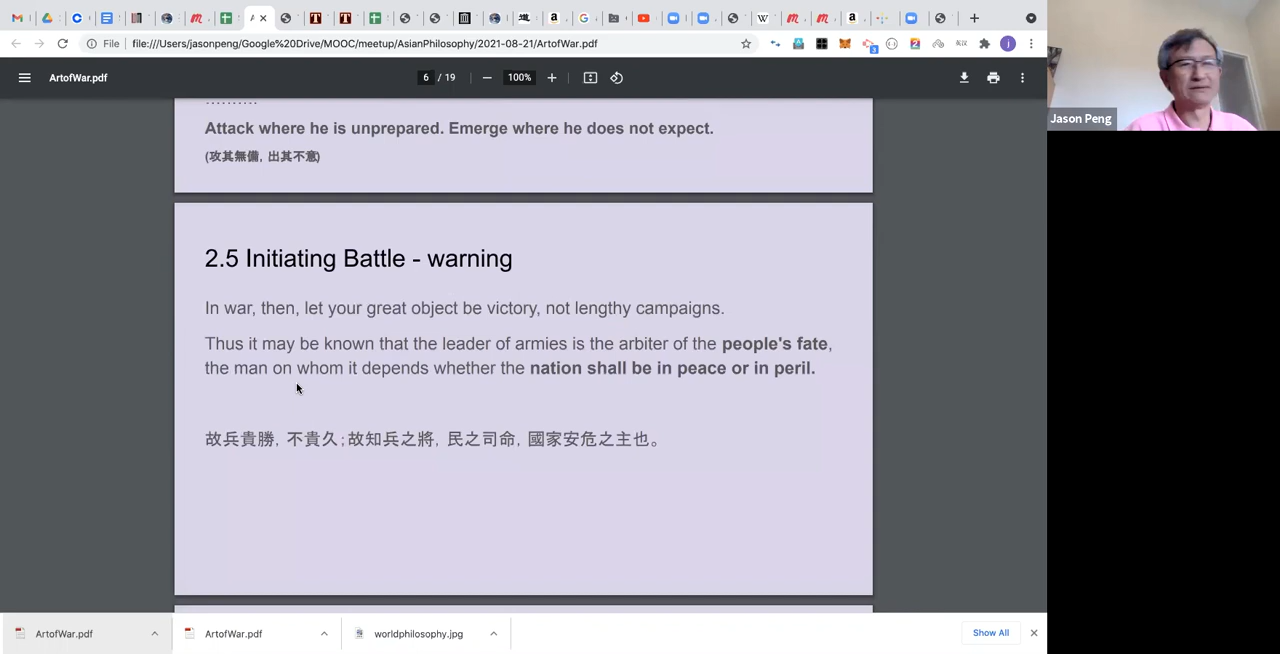 File
file:///Users/jasonpeng/Google%20Drive/MOOC/meetup/AsianPhilosophy/2021-08-21/ArtofWar.pdf
ArtofWar.pdf
6 / 19
100%
Jason Peng
Attack where he is unprepared. Emerge where he does not expect.
(攻其無備, 出其不意)
2.5 Initiating Battle - warning
In war, then, let your great object be victory, not lengthy campaigns.
Thus it may be known that the leader of armies is the arbiter of the people's fate,
the man on whom it depends whether the nation shall be in peace or in peril.
故兵貴勝, 不貴久;故知兵之將, 民之司命, 國家安危之主也。
ArtofWar.pdf
ArtofWar.pdf
worldphilosophy.jpg
Show All